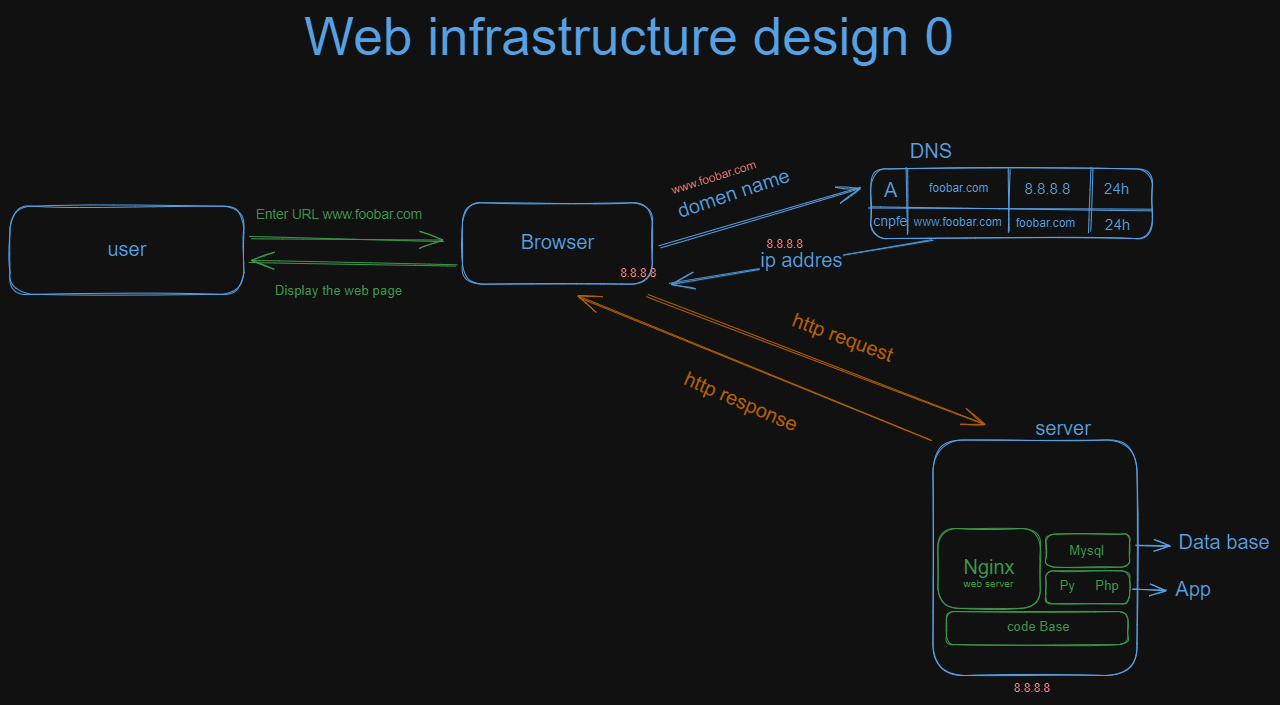 Web infrastructure design 0
DNS
www.foobar.com
domen name
A foobar.com 8.8.8.8 24h
cnpfe www.foobar.com foobar.com 24h
Enter URL www.foobar.com
user
Browser
8.8.8.8
ip addres
8.8.8.8
Display the web page
http request
http response
server
Mysql
Data base
Nginx
web server
Py Php
App
code Base
8.8.8.8